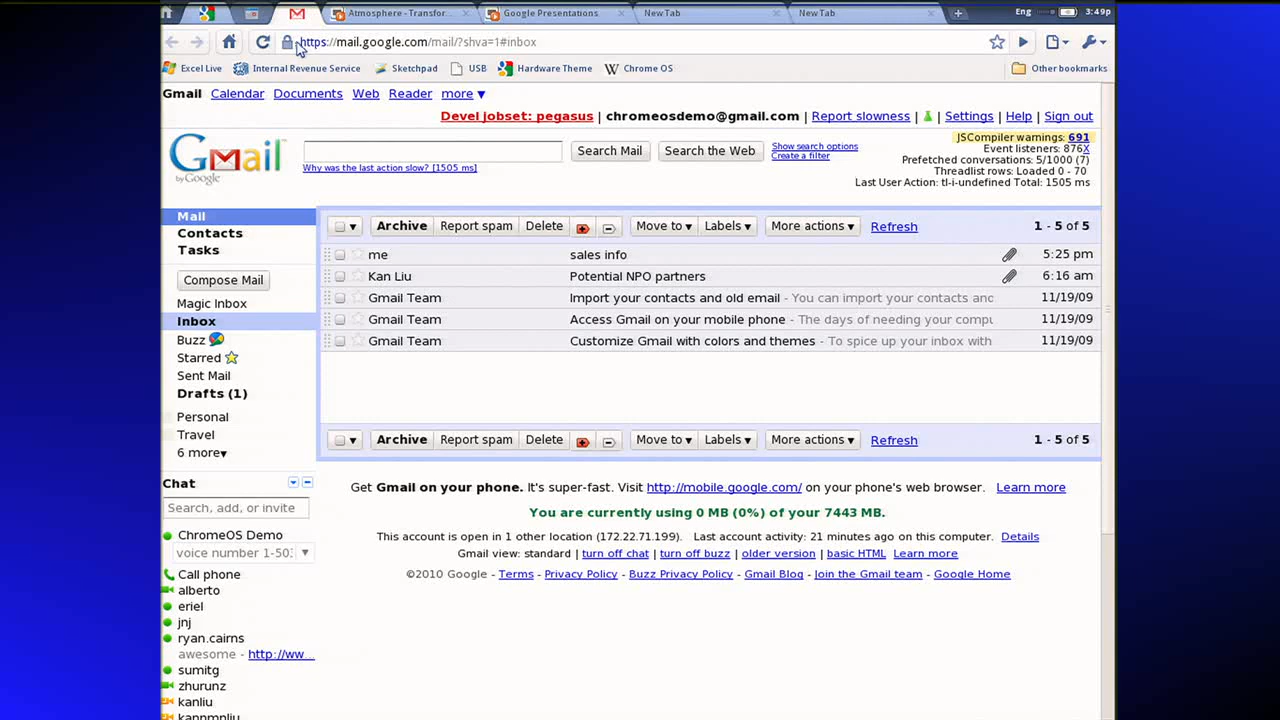 Atmosphere - Transfor... Google Presentations New Tab New Tab Eng 3:49p
https://mail.google.com/mail/?shva=1#inbox
Excel Live Internal Revenue Service Sketchpad USB Hardware Theme W Chrome OS Other bookmarks
Gmail Calendar Documents Web Reader more ▼
Devel jobset: pegasus | chromeosdemo@gmail.com | Report slowness | | Settings | Help | Sign out
Gmail by Google
Search Mail Search the Web Show search options
Create a filter
Why was the last action slow? [1505 ms]
JSCompiler warnings: 691
Event listeners: 876X
Prefetched conversations: 5/1000 (7)
Threadlist rows: Loaded 0 - 70
Last User Action: tl-i-undefined Total: 1505 ms
Mail
Contacts
Tasks
Compose Mail
Magic Inbox
Inbox
Buzz
Starred
Sent Mail
Drafts (1)
Personal
Travel
6 more▾
Archive Report spam Delete Move to ▾ Labels ▾ More actions ▾ Refresh 1 - 5 of 5
me sales info 5:25 pm
Kan Liu Potential NPO partners 6:16 am
Gmail Team Import your contacts and old email - You can import your contacts and 11/19/09
Gmail Team Access Gmail on your mobile phone - The days of needing your compu 11/19/09
Gmail Team Customize Gmail with colors and themes - To spice up your inbox with 11/19/09
Archive Report spam Delete Move to ▾ Labels ▾ More actions ▾ Refresh 1 - 5 of 5
Chat
Search, add, or invite
ChromeOS Demo
voice number 1-503
Call phone
alberto
eriel
jnj
ryan.cairns
awesome - http://ww...
sumitg
zhurunz
kanliu
kannmnliu
Get Gmail on your phone. It's super-fast. Visit http://mobile.google.com/ on your phone's web browser. Learn more
You are currently using 0 MB (0%) of your 7443 MB.
This account is open in 1 other location (172.22.71.199). Last account activity: 21 minutes ago on this computer. Details
Gmail view: standard | turn off chat | turn off buzz | older version | basic HTML Learn more
©2010 Google - Terms - Privacy Policy - Buzz Privacy Policy - Gmail Blog - Join the Gmail team - Google Home